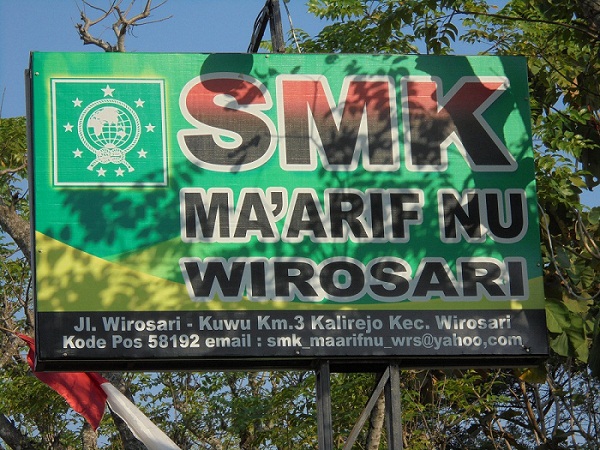 SMK
MA'ARIF NU
WIROSARI
Jl. Wirosari - Kuwu Km.3 Kalirejo Kec. Wirosari
Kode Pos 58192 email : smk_maarifnu_wrs@yahoo,com